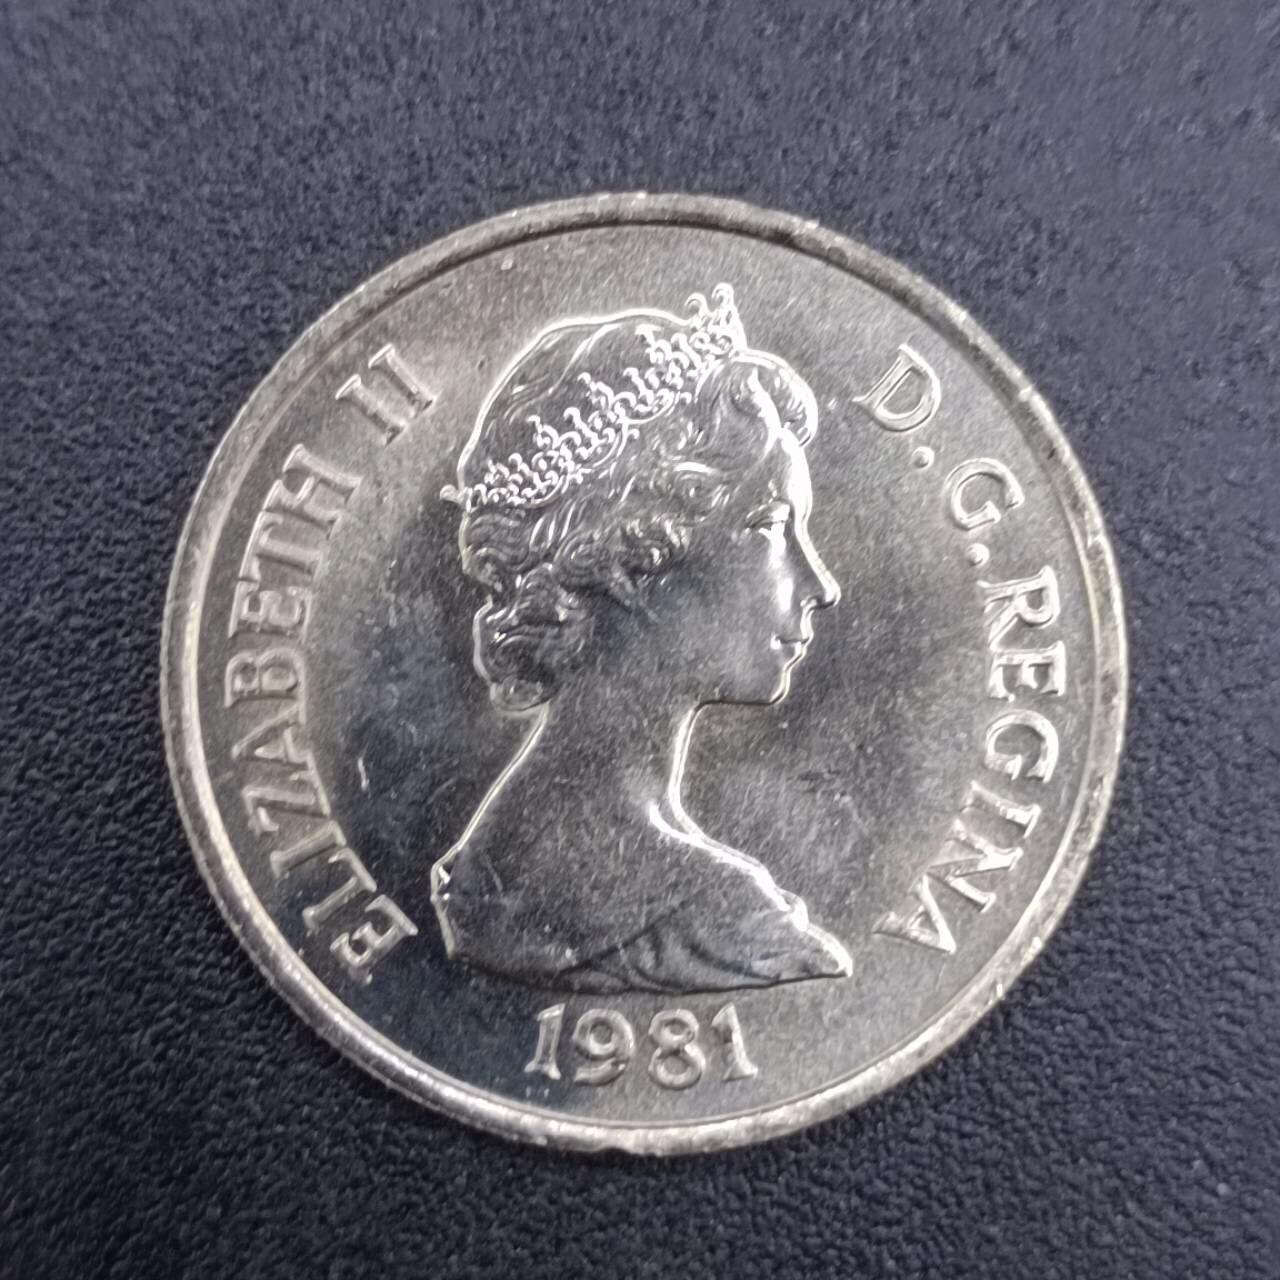 ELIZABETH II
D.G.REGINA
1981